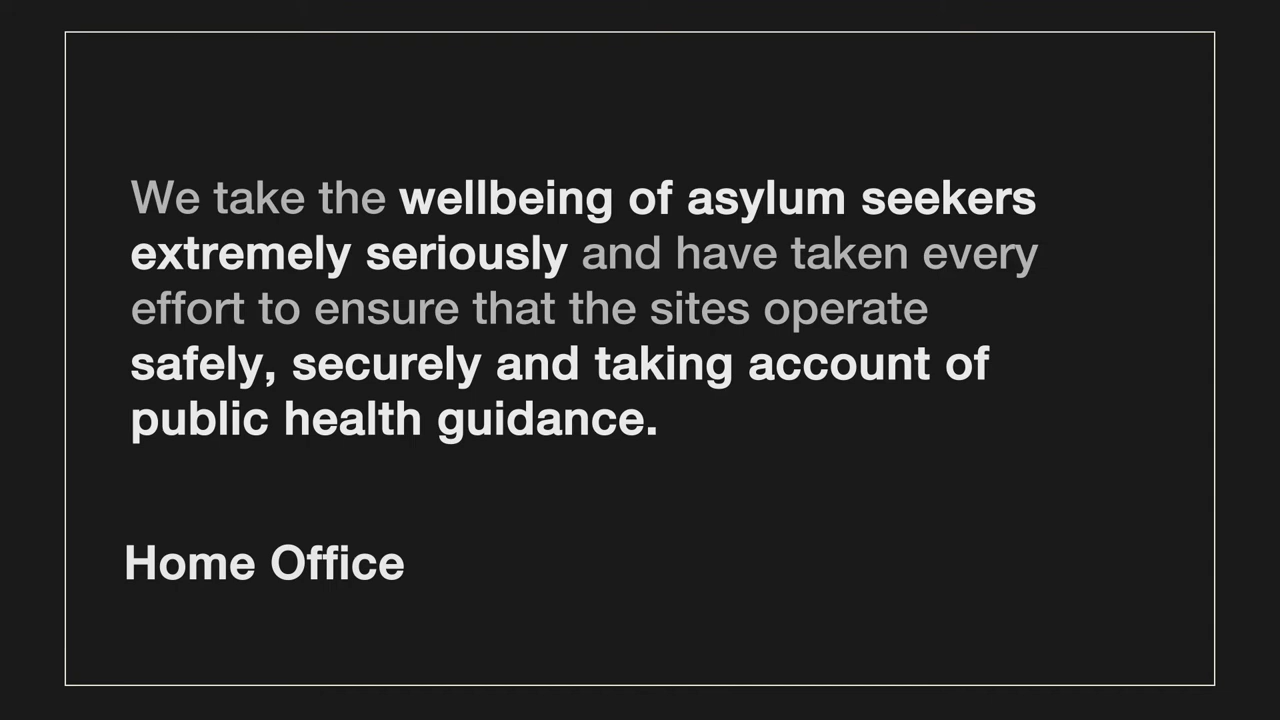 We take the wellbeing of asylum seekers
extremely seriously and have taken every
effort to ensure that the sites operate
safely, securely and taking account of
public health guidance.
Home Office